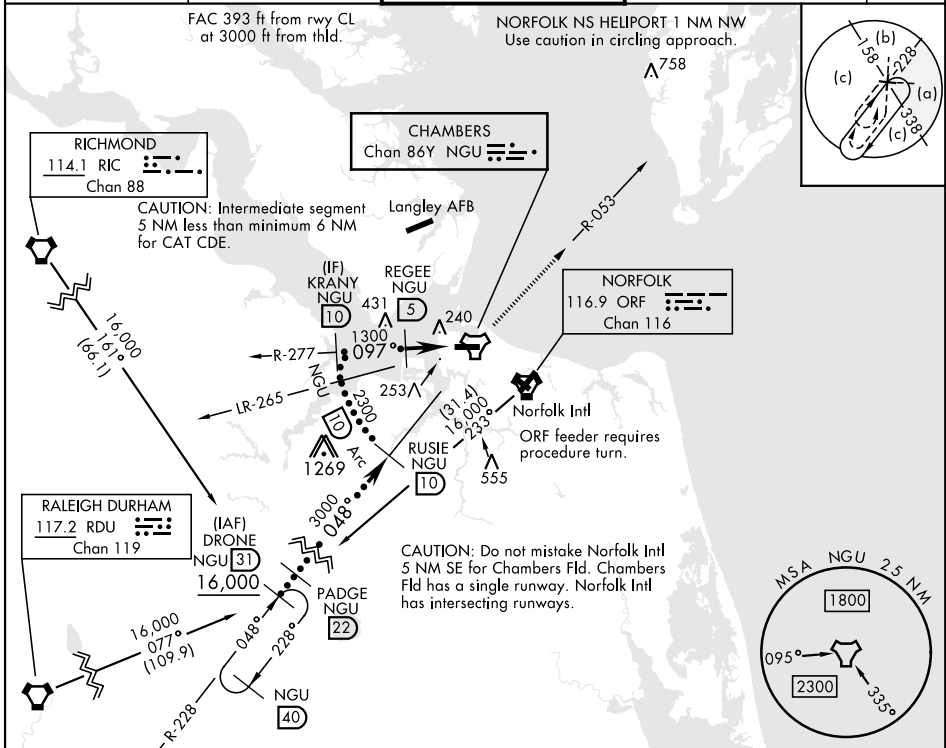 FAC 393 ft from rwy CL
at 3000 ft from thld.
NORFOLK NS HELIPORT 1 NM NW
Use caution in circling approach.
758
(b)
158
228
(c)
(a)
338
(c)
RICHMOND
114.1 RIC
Chan 88
CHAMBERS
Chan 86Y NGU
CAUTION: Intermediate segment
5 NM less than minimum 6 NM
for CAT CDE.
Langley AFB
R-053
(IF)
KRANY
NGU
10
431
REGEE
NGU
5
240
NORFOLK
116.9 ORF
Chan 116
16,000
161°
(66.1)
R-277
1300
097°
LR-265
253
NGU
10
Arc
2300
(31.4)
16,000
233°
Norfolk Intl
ORF feeder requires
procedure turn.
1269
RUSIE
NGU
10
555
RALEIGH DURHAM
117.2 RDU
Chan 119
(IAF)
DRONE
NGU 31
16,000
3000
048°
CAUTION: Do not mistake Norfolk Intl
5 NM SE for Chambers Fld. Chambers
Fld has a single runway. Norfolk Intl
has intersecting runways.
PADGE
NGU
22
16,000
077°
(109.9)
048°
228°
R-228
NGU
40
MSA NGU 25 NM
1800
095°
2300
335°